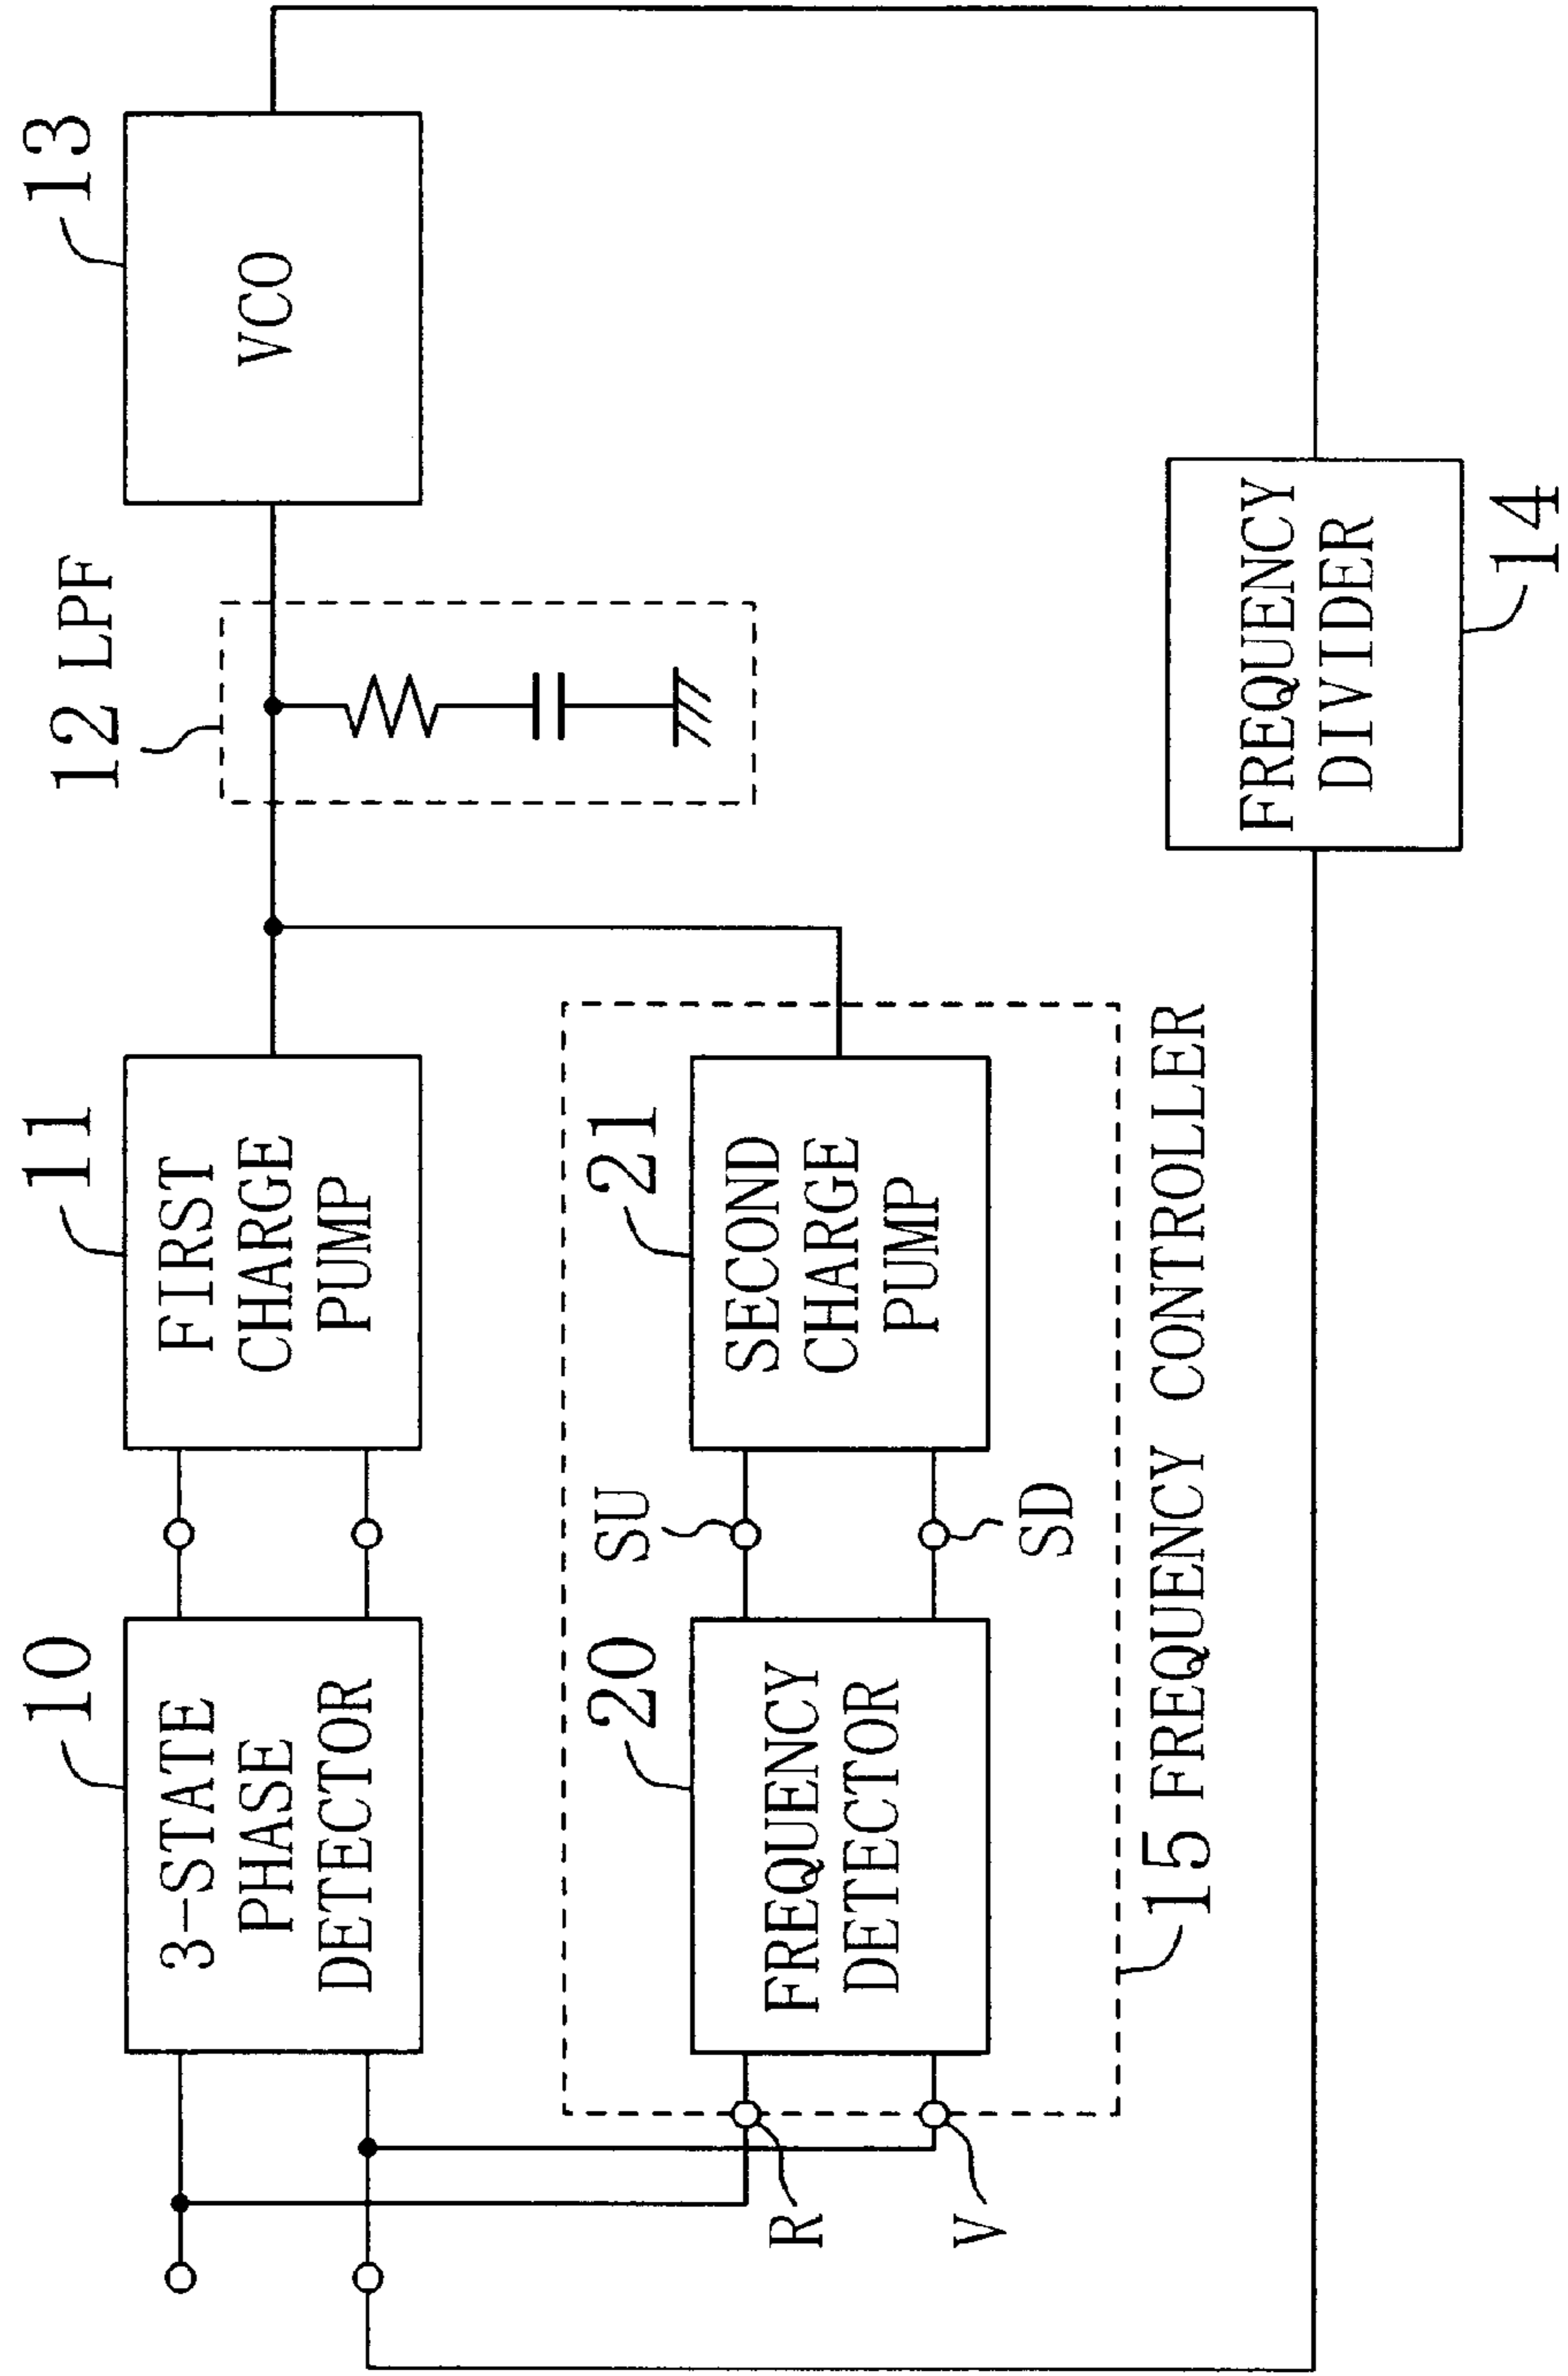 10
3-STATE
PHASE
DETECTOR
11
FIRST
CHARGE
PUMP
12 LPF
13
VCO
R
V
20
FREQUENCY
DETECTOR
SU
SD
21
SECOND
CHARGE
PUMP
15 FREQUENCY CONTROLLER
FREQUENCY
DIVIDER
14